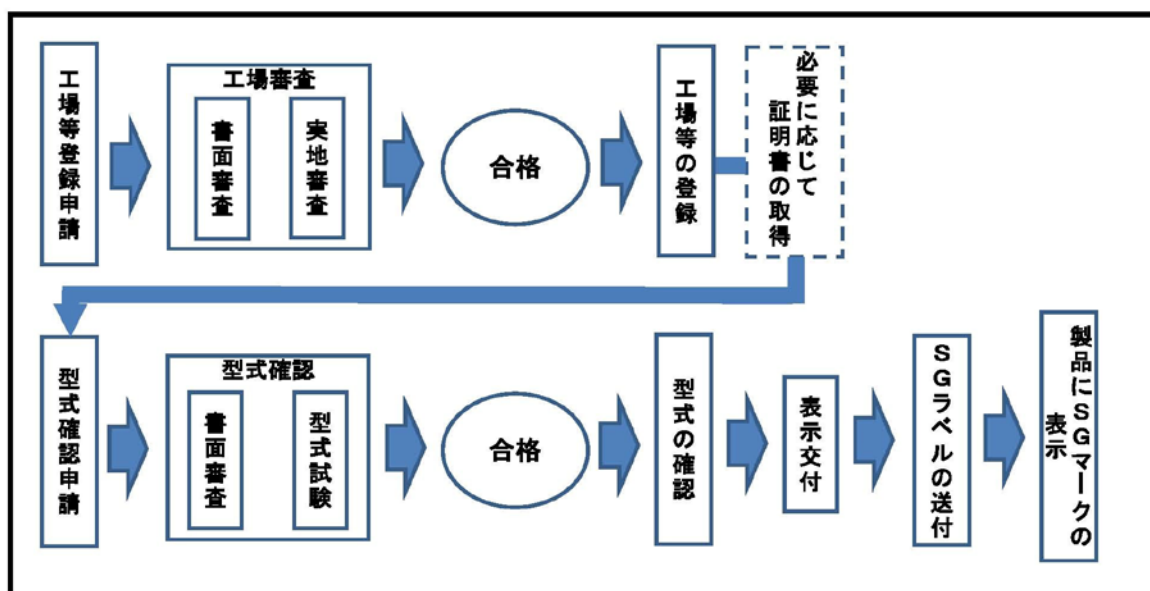 工場等登録申請
工場審査
書面審査
実地審査
合格
工場等の登録
必要に応じて
証明書の取得
型式確認申請
型式確認
書面審査
型式試験
合格
型式の確認
表示交付
SGラベルの送付
製品にSGマークの
表示